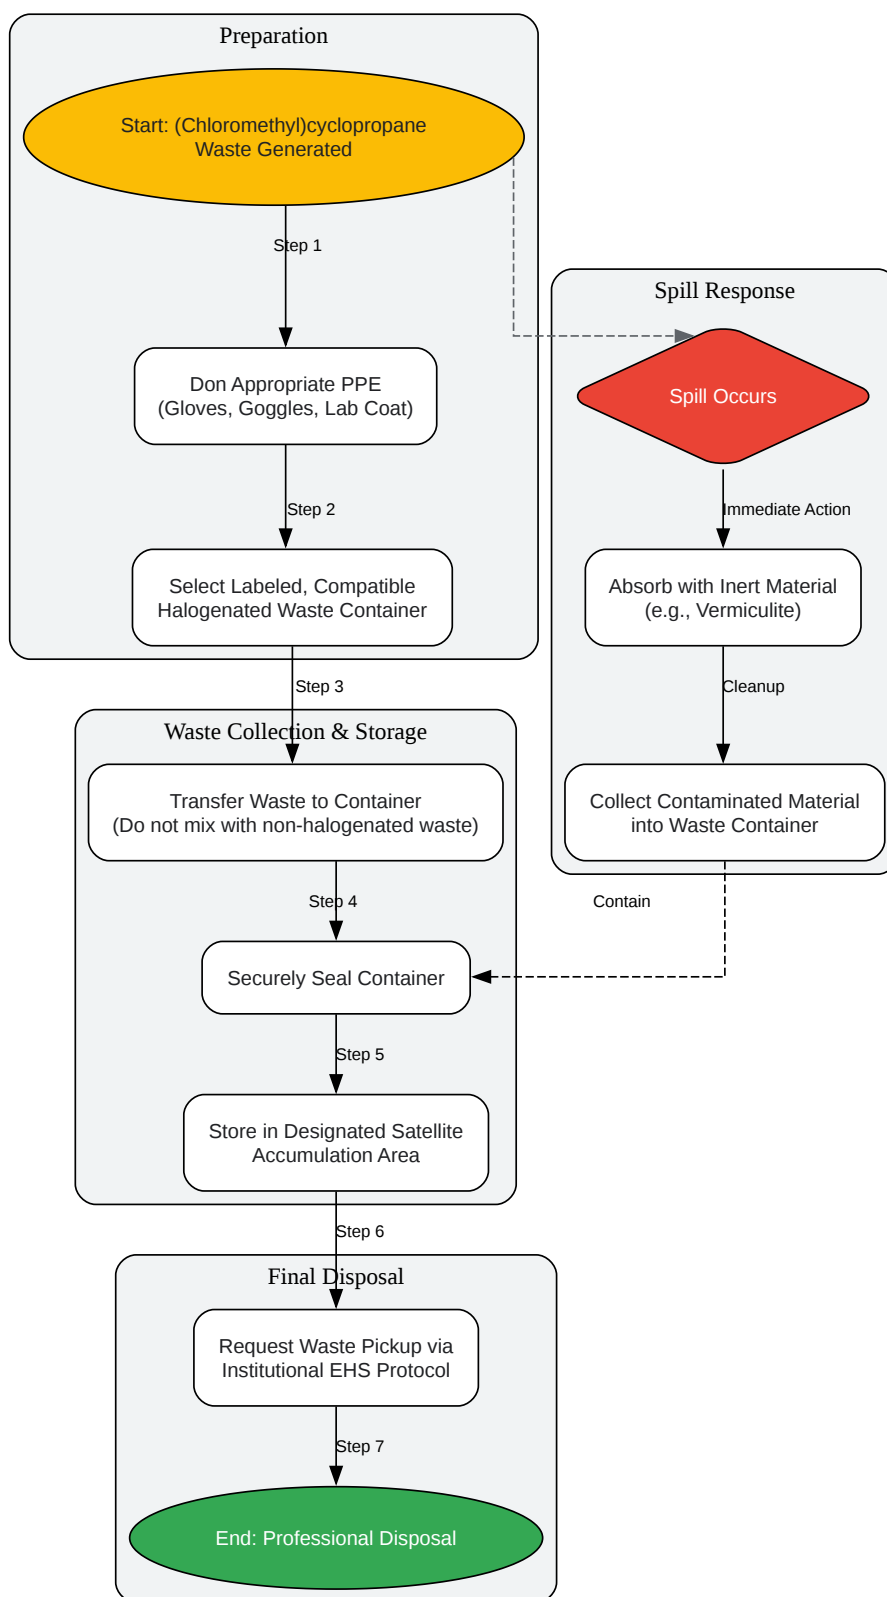 Preparation
Start: (Chloromethyl)cyclopropane
Waste Generated
Step 1
Don Appropriate PPE
(Gloves, Goggles, Lab Coat)
Step 2
Select Labeled, Compatible
Halogenated Waste Container
Step 3
Spill Response
Spill Occurs
Immediate Action
Absorb with Inert Material
(e.g., Vermiculite)
Cleanup
Collect Contaminated Material
into Waste Container
Contain
Waste Collection & Storage
Transfer Waste to Container
(Do not mix with non-halogenated waste)
Step 4
Securely Seal Container
Step 5
Store in Designated Satellite
Accumulation Area
Step 6
Final Disposal
Request Waste Pickup via
Institutional EHS Protocol
Step 7
End: Professional Disposal